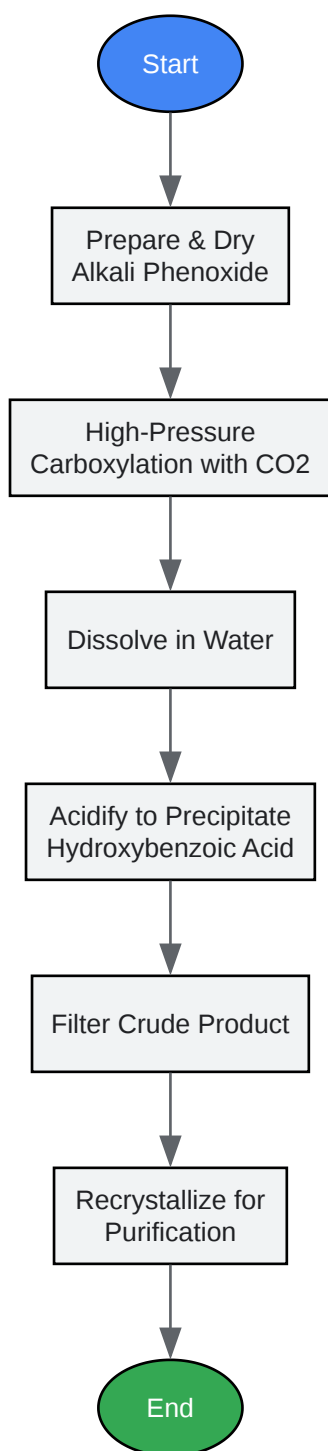 Start
Prepare & Dry
Alkali Phenoxide
High-Pressure
Carboxylation with CO2
Dissolve in Water
Acidify to Precipitate
Hydroxybenzoic Acid
Filter Crude Product
Recrystallize for
Purification
End